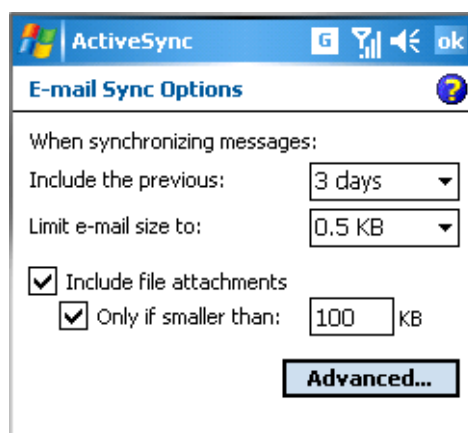 ActiveSync G ok
E-mail Sync Options ?
When synchronizing messages:
Include the previous: 3 days
Limit e-mail size to: 0.5 KB
Include file attachments
Only if smaller than: 100 KB
Advanced...